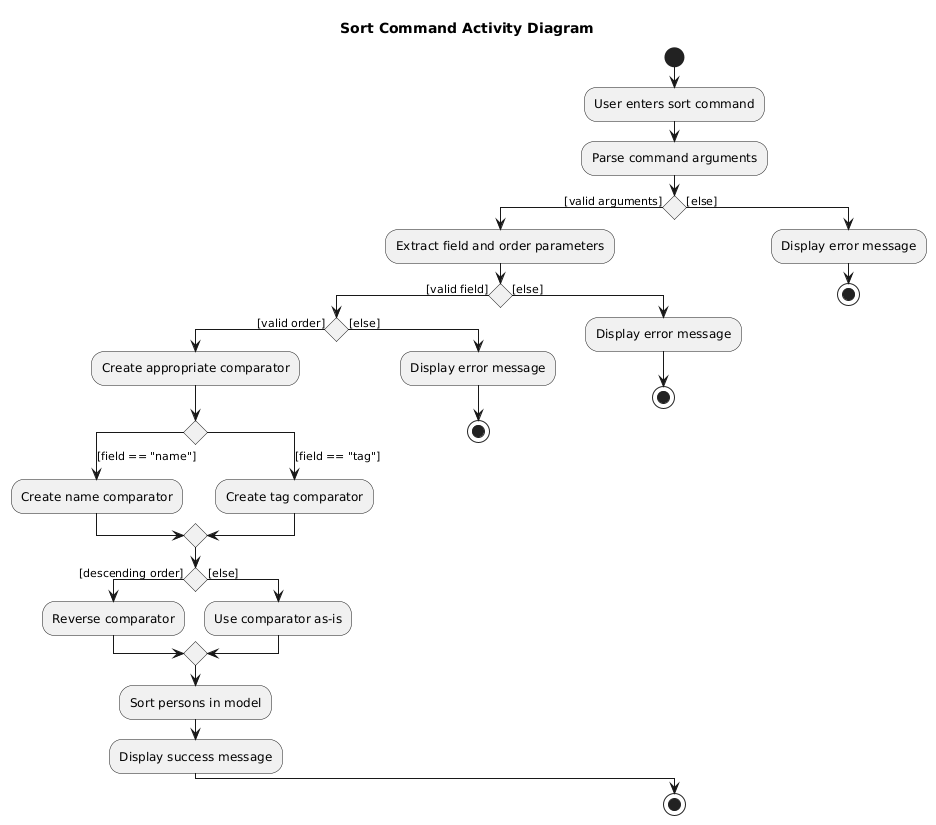 Sort Command Activity Diagram
User enters sort command
Parse command arguments
[valid arguments]
[else]
Extract field and order parameters
Display error message
[valid field]
[else]
[valid order]
[else]
Display error message
Create appropriate comparator
Display error message
[field == "name"]
[field == "tag"]
Create name comparator
Create tag comparator
[descending order]
[else]
Reverse comparator
Use comparator as-is
Sort persons in model
Display success message